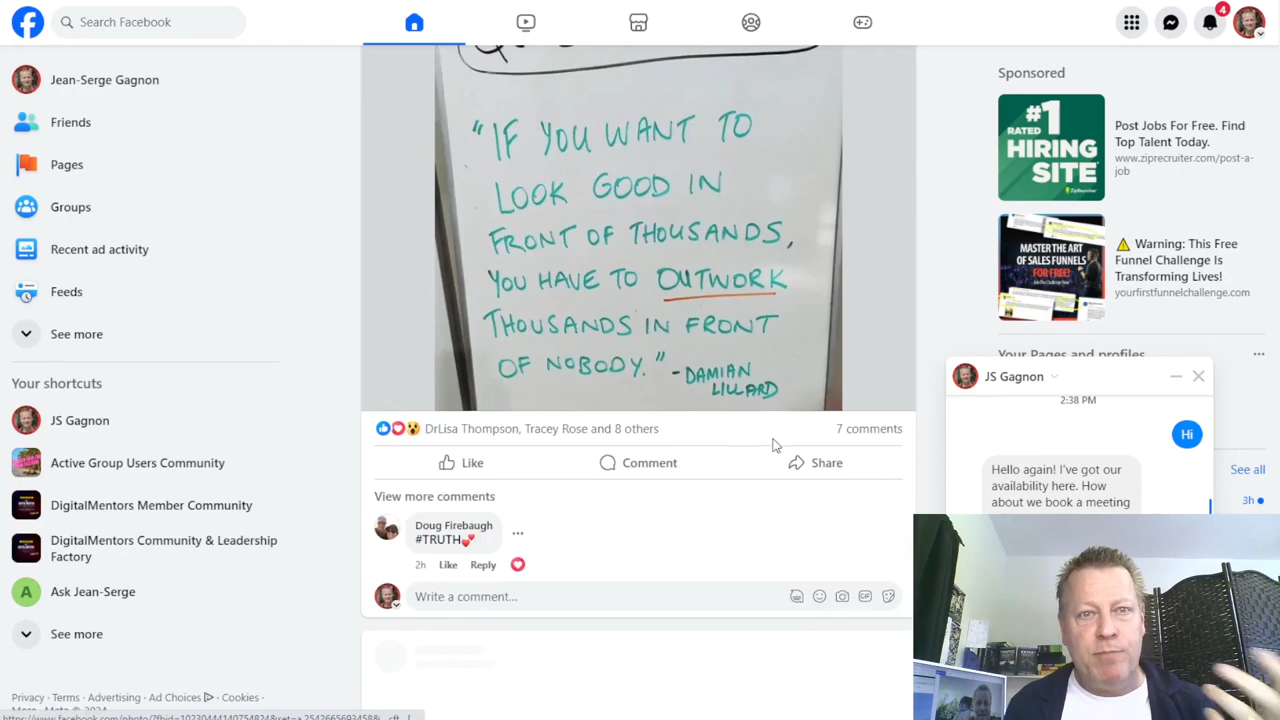 Search Facebook
4
Jean-Serge Gagnon
Friends
Pages
Groups
Recent ad activity
Feeds
See more
Your shortcuts
JS Gagnon
Active Group Users Community
DigitalMentors Member Community
DigitalMentors Community & Leadership
Factory
A
Ask Jean-Serge
See more
Privacy · Terms · Advertising · Ad Choices · Cookies ·
"IF YOU WANT TO
LOOK GOOD IN
FRONT OF THOUSANDS,
YOU HAVE TO OUTWORK
THOUSANDS IN FRONT
OF NOBODY." - DAMIAN
LILLARD
DrLisa Thompson, Tracey Rose and 8 others
7 comments
Like
Comment
Share
View more comments
Doug Firebaugh
#TRUTH💕
2h Like Reply
Write a comment...
GIF
Sponsored
#1
RATED
HIRING
SITE
ZipRecruiter
Post Jobs For Free. Find
Top Talent Today.
www.ziprecruiter.com/post-a-
job
MASTER THE ART
OF SALES FUNNELS
FOR FREE!
⚠ Warning: This Free
Funnel Challenge Is
Transforming Lives!
yourfirstfunnelchallenge.com
Your Pages and profiles
JS Gagnon
2:38 PM
Hi
Hello again! I've got our
availability here. How
about we book a meeting
See all
3h